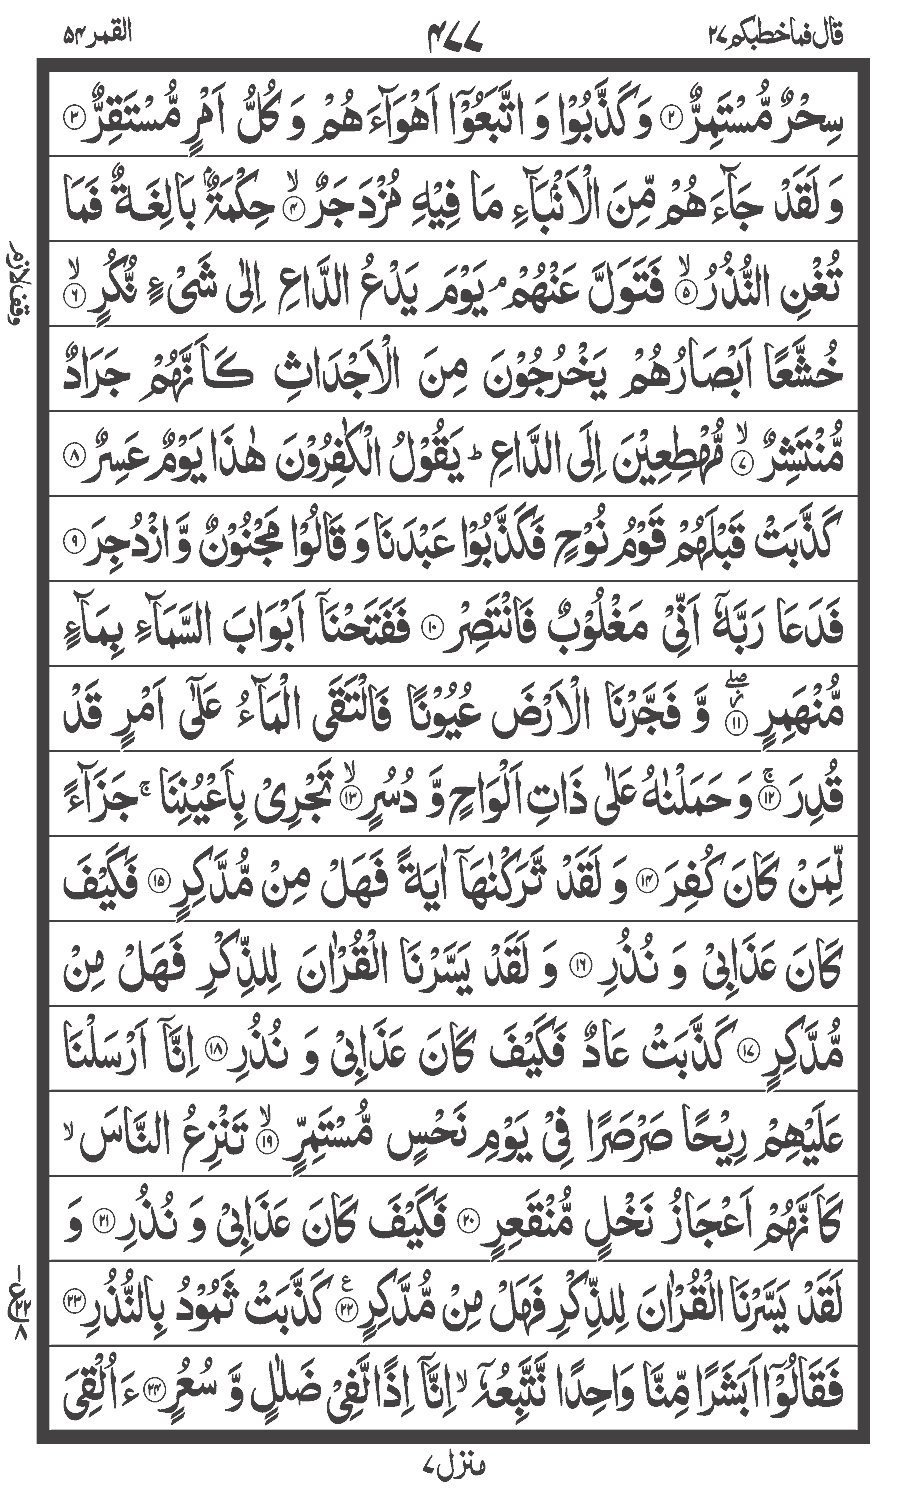 القمر ۵۴ ۴۷۷ قال فما خطبكم ۲۷
سِحْرٌ مُّسْتَمِرٌّ ۝۲ وَكَذَّبُوْا وَ اتَّبَعُوْٓا اَهْوَآءَهُمْ وَ كُلُّ اَمْرٍ مُّسْتَقِرٌّ ۝۳
وَ لَقَدْ جَآءَهُمْ مِّنَ الْاَنْۢبَآءِ مَا فِيْهِ مُزْدَجَرٌ ۙ۝۴ حِكْمَةٌۢ بَالِغَةٌ فَمَا
تُغْنِ النُّذُرُ ۙ۝۵ فَتَوَلَّ عَنْهُمْ ۘ يَوْمَ يَدْعُ الدَّاعِ اِلٰى شَیْءٍ نُّكُرٍ ۙ۝۶
وقف لازم
خُشَّعًا اَبْصَارُهُمْ يَخْرُجُوْنَ مِنَ الْاَجْدَاثِ كَاَنَّهُمْ جَرَادٌ
مُّنْتَشِرٌ ۙ۝۷ مُّهْطِعِيْنَ اِلَى الدَّاعِ ؕ يَقُوْلُ الْكٰفِرُوْنَ هٰذَا يَوْمٌ عَسِرٌ ۝۸
كَذَّبَتْ قَبْلَهُمْ قَوْمُ نُوْحٍ فَكَذَّبُوْا عَبْدَنَا وَ قَالُوْا مَجْنُوْنٌ وَّ ازْدُجِرَ ۝۹
فَدَعَا رَبَّهٗٓ اَنِّیْ مَغْلُوْبٌ فَانْتَصِرْ ۝۱۰ فَفَتَحْنَآ اَبْوَابَ السَّمَآءِ بِمَآءٍ
مُّنْهَمِرٍ ؗۖ۝۱۱ وَّ فَجَّرْنَا الْاَرْضَ عُيُوْنًا فَالْتَقَى الْمَآءُ عَلٰۤى اَمْرٍ قَدْ
قُدِرَ ۚ۝۱۲ وَ حَمَلْنٰهُ عَلٰى ذَاتِ اَلْوَاحٍ وَّ دُسُرٍ ۙ۝۱۳ تَجْرِیْ بِاَعْيُنِنَا ۚ جَزَآءً
لِّمَنْ كَانَ كُفِرَ ۝۱۴ وَ لَقَدْ تَّرَكْنٰهَاۤ اٰيَةً فَهَلْ مِنْ مُّدَّكِرٍ ۝۱۵ فَكَيْفَ
كَانَ عَذَابِیْ وَ نُذُرِ ۝۱۶ وَ لَقَدْ يَسَّرْنَا الْقُرْاٰنَ لِلذِّكْرِ فَهَلْ مِنْ
مُّدَّكِرٍ ۝۱۷ كَذَّبَتْ عَادٌ فَكَيْفَ كَانَ عَذَابِیْ وَ نُذُرِ ۝۱۸ اِنَّاۤ اَرْسَلْنَا
عَلَيْهِمْ رِيْحًا صَرْصَرًا فِیْ يَوْمِ نَحْسٍ مُّسْتَمِرٍّ ۙ۝۱۹ تَنْزِعُ النَّاسَ ۙ
كَاَنَّهُمْ اَعْجَازُ نَخْلٍ مُّنْقَعِرٍ ۝۲۰ فَكَيْفَ كَانَ عَذَابِیْ وَ نُذُرِ ۝۲۱ وَ
لَقَدْ يَسَّرْنَا الْقُرْاٰنَ لِلذِّكْرِ فَهَلْ مِنْ مُّدَّكِرٍ ۝۲۲ ع كَذَّبَتْ ثَمُوْدُ بِالنُّذُرِ ۝۲۳
۱ ع ۲۲ ۸
فَقَالُوْۤا اَبَشَرًا مِّنَّا وَاحِدًا نَّتَّبِعُهٗۤ ۙ اِنَّاۤ اِذًا لَّفِیْ ضَلٰلٍ وَّ سُعُرٍ ۝۲۴ ءَاُلْقِیَ
منزل ۷